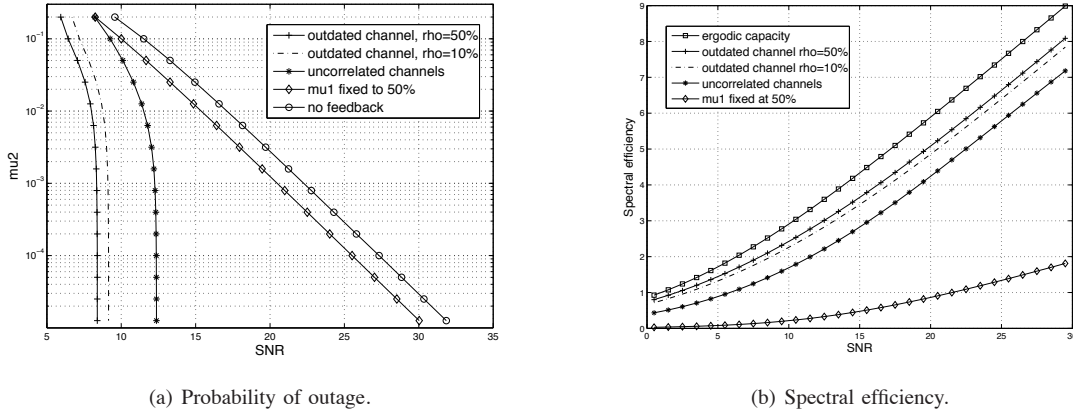 outdated channel, rho=50%
outdated channel, rho=10%
uncorrelated channels
mu1 fixed to 50%
no feedback
10⁻¹
10⁻²
10⁻³
10⁻⁴
mu2
5 10 15 20 25 30 35
SNR
(a) Probability of outage.
ergodic capacity
outdated channel rho=50%
outdated channel rho=10%
uncorrelated channels
mu1 fixed at 50%
9
8
7
6
5
4
3
2
1
0
Spectral efficiency
0 5 10 15 20 25 30
SNR
(b) Spectral efficiency.